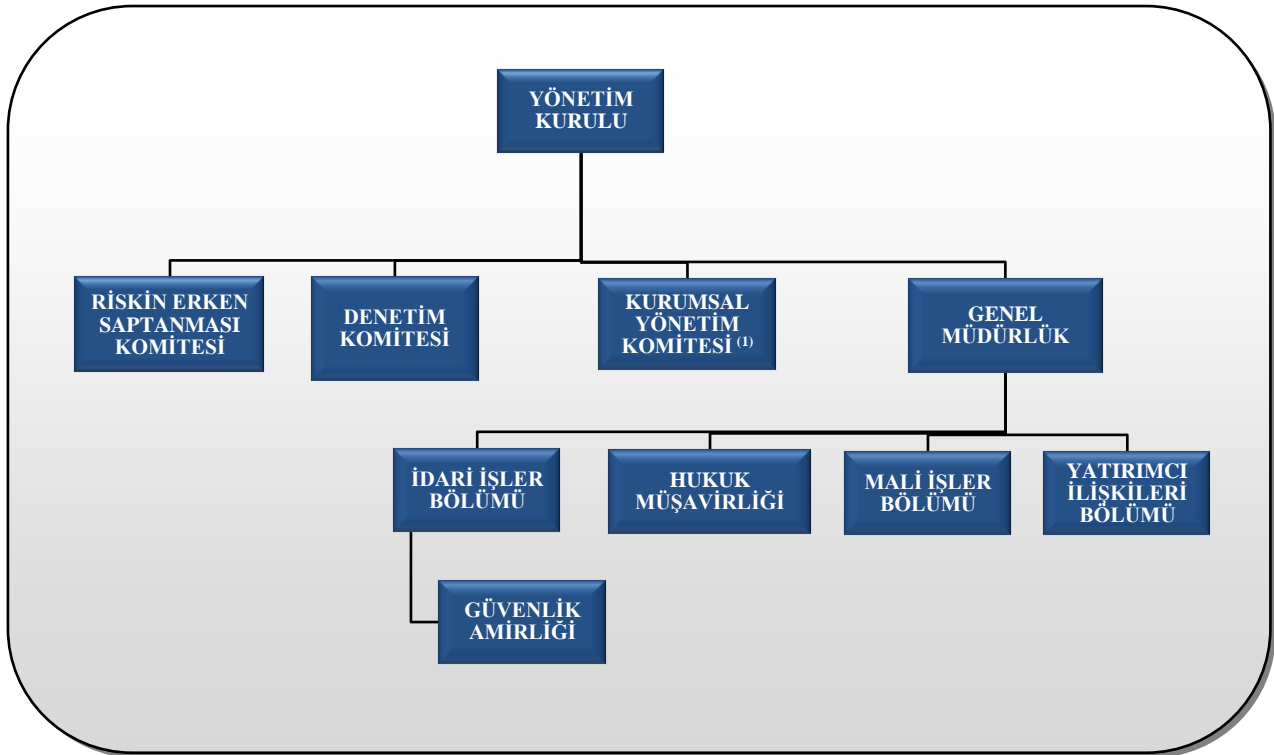 YÖNETİM
KURULU
RİSKİN ERKEN
SAPTANMASI
KOMİTESİ
DENETİM
KOMİTESİ
KURUMSAL
YÖNETİM
KOMİTESİ (1)
GENEL
MÜDÜRLÜK
İDARİ İŞLER
BÖLÜMÜ
HUKUK
MÜŞAVİRLİĞİ
MALİ İŞLER
BÖLÜMÜ
YATIRIMCI
İLİŞKİLERİ
BÖLÜMÜ
GÜVENLİK
AMİRLİĞİ